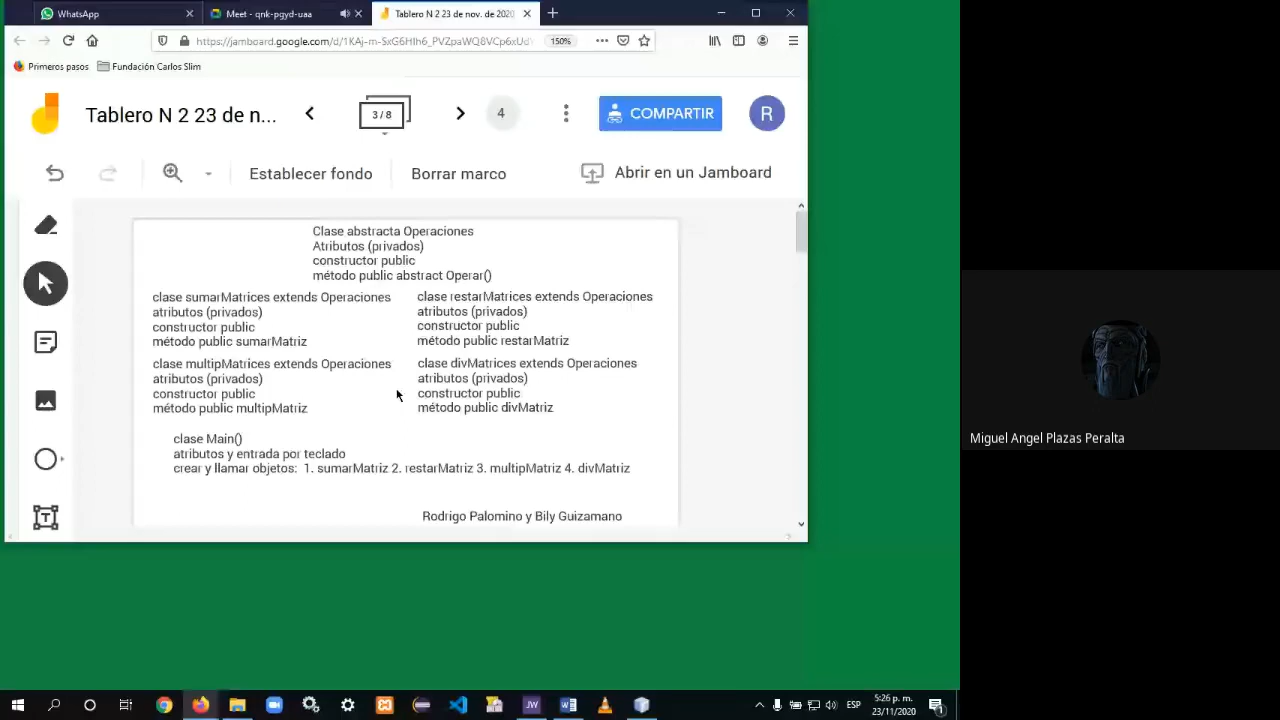 WhatsApp
Meet - qnk-pgyd-uaa
Tablero N 2 23 de nov. de 2020
150%
Primeros pasos
Fundación Carlos Slim
Tablero N 2 23 de n...
3 / 8
4
COMPARTIR
R
Establecer fondo
Borrar marco
Abrir en un Jamboard
Clase abstracta Operaciones
Atributos (privados)
constructor public
método public abstract Operar()
clase sumarMatrices extends Operaciones
atributos (privados)
constructor public
método public sumarMatriz
clase restarMatrices extends Operaciones
atributos (privados)
constructor public
método public restarMatriz
clase multipMatrices extends Operaciones
atributos (privados)
constructor public
método public multipMatriz
clase divMatrices extends Operaciones
atributos (privados)
constructor public
método public divMatriz
clase Main()
atributos y entrada por teclado
crear y llamar objetos: 1. sumarMatriz 2. restarMatriz 3. multipMatriz 4. divMatriz
Rodrigo Palomino y Bily Guizamano
Miguel Angel Plazas Peralta
JW
ESP
5:26 p. m.
23/11/2020
1